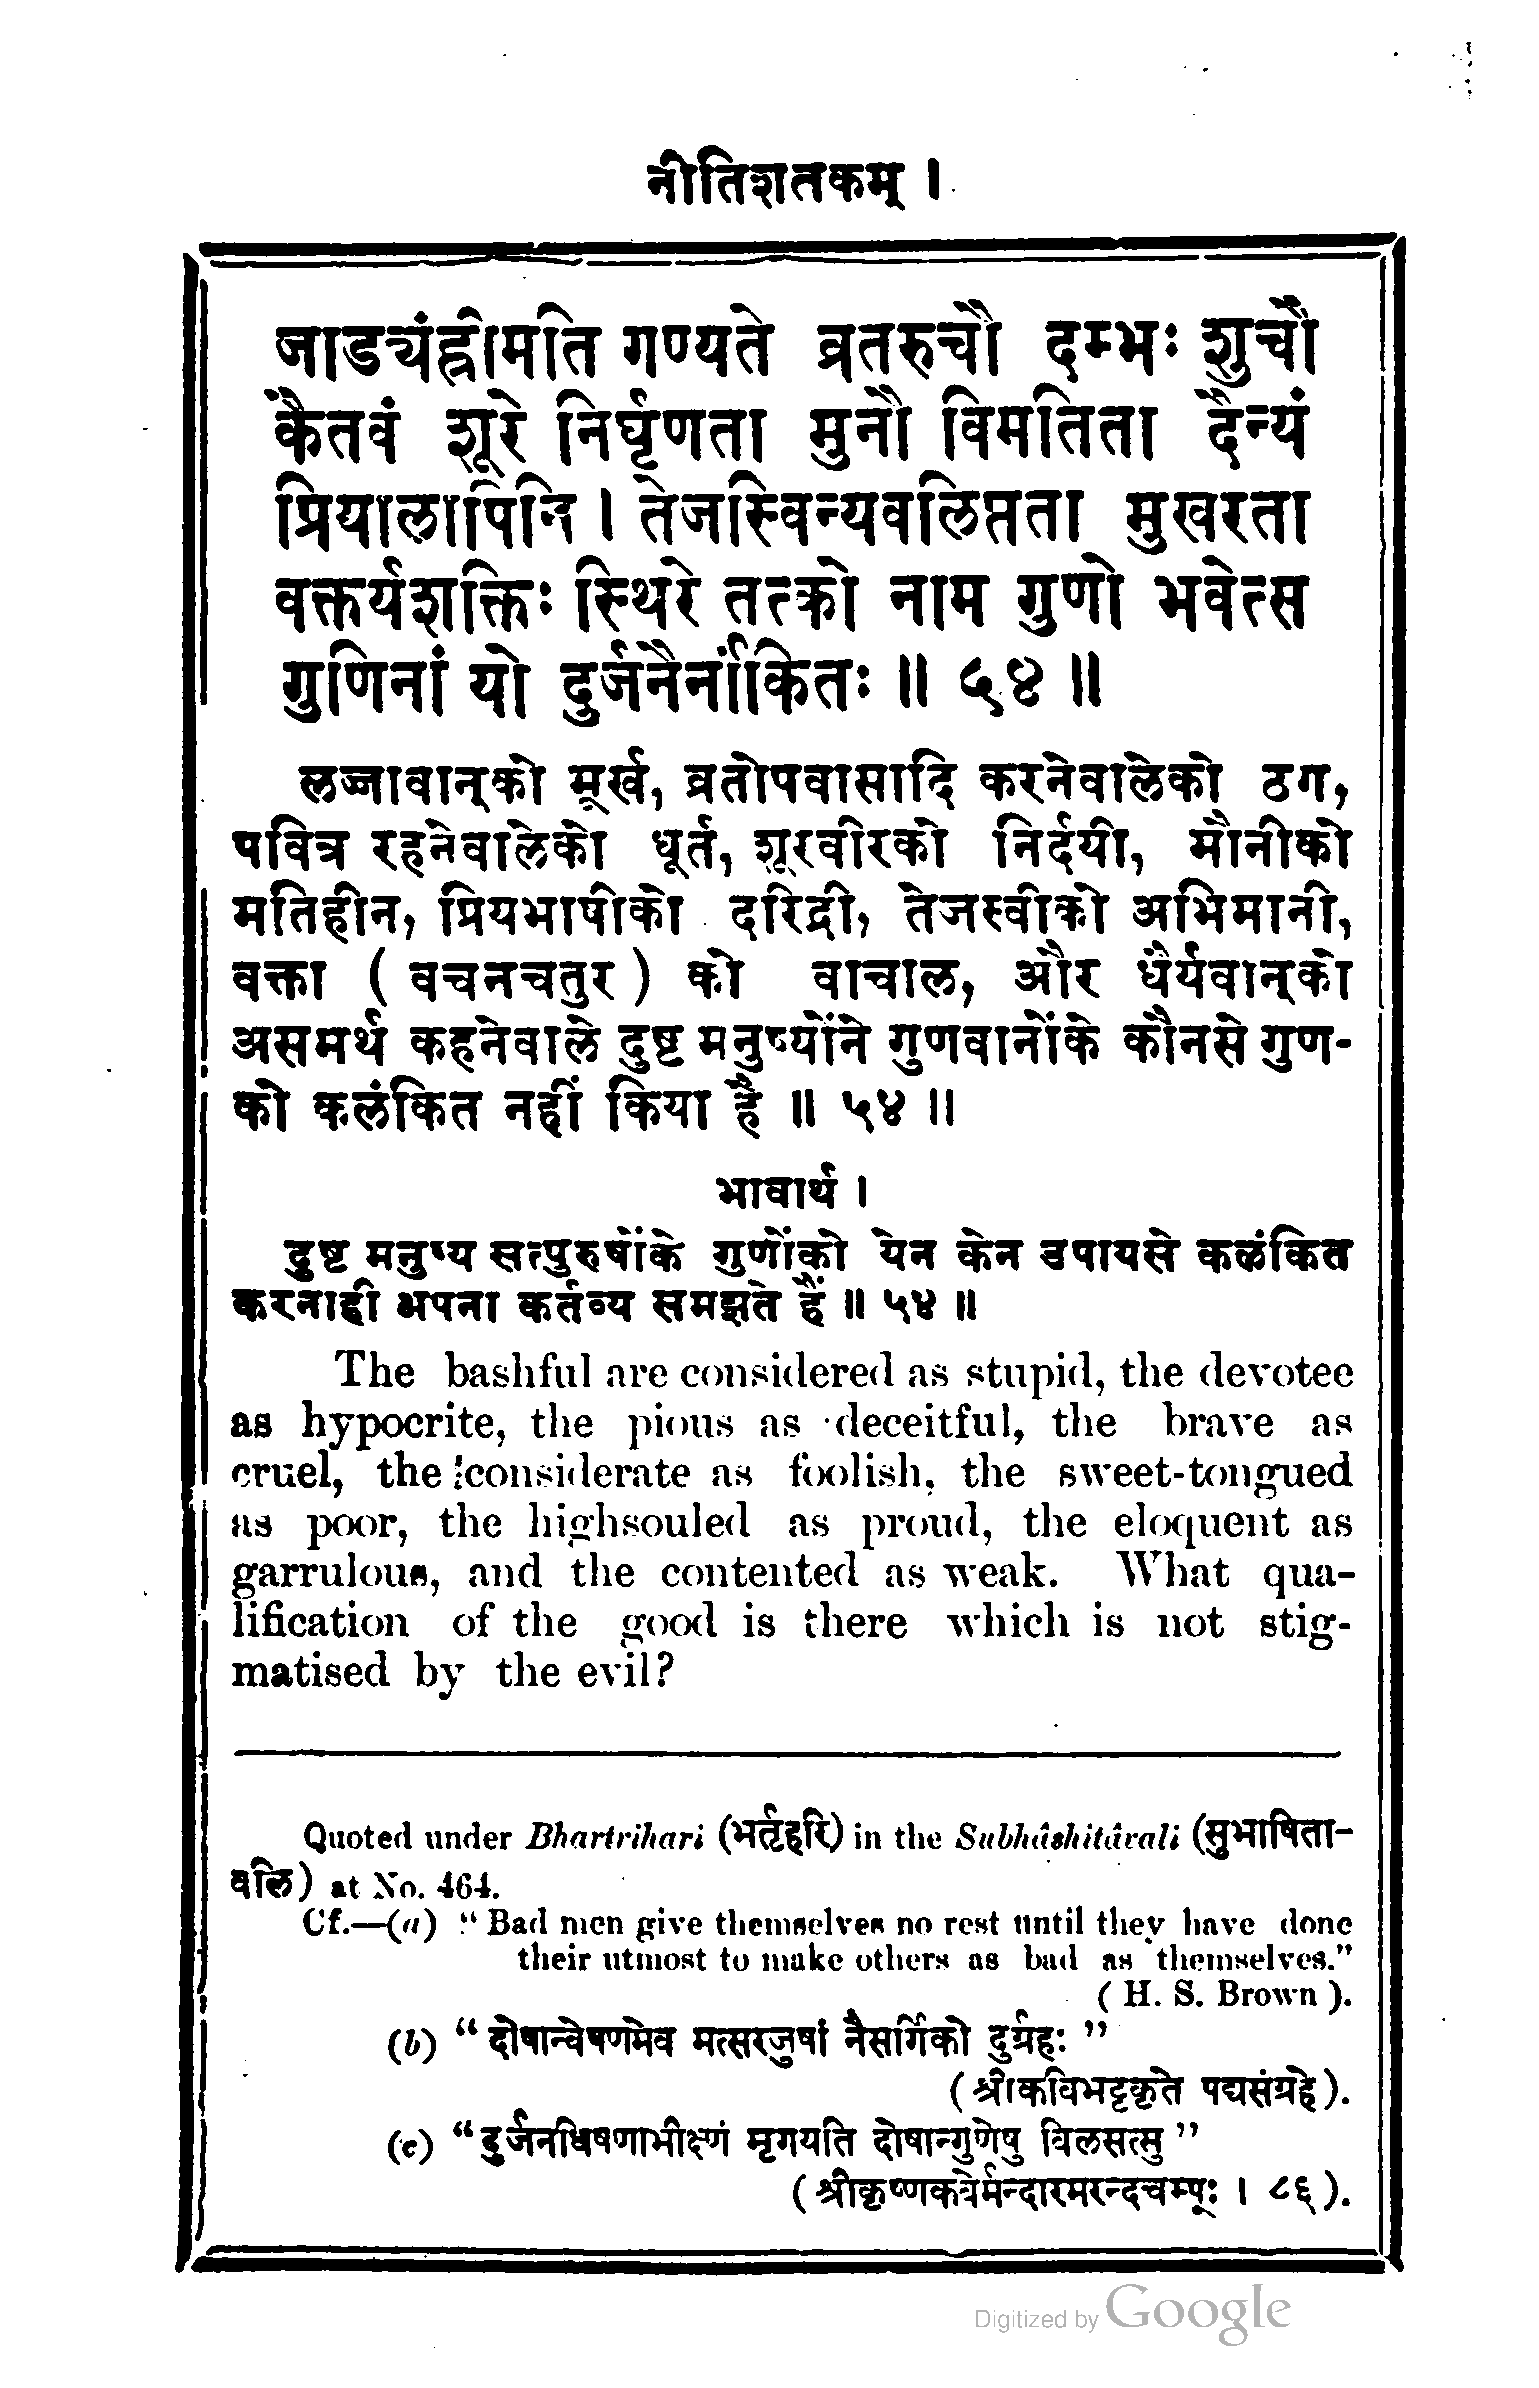 नीतिशतकम् ।
जाड्यंह्रीमति गण्यते व्रतरुचौ दम्भः शुचौ
कैतवं शूरे निर्घृणता मुनौ विमतिता दैन्यं
प्रियालापिनि । तेजस्विन्यवलिप्तता मुखरता
वक्तर्यशक्तिः स्थिरे तत्को नाम गुणो भवेत्स
गुणिनां यो दुर्जनैर्नांकितः ॥ ५४ ॥
लज्जावान्‌को मूर्ख, व्रतोपवासादि करनेवालेको ठग,
पवित्र रहनेवालेको धूर्त, शूरवीरको निर्दयी, मौनीको
मतिहीन, प्रियभाषीको दरिद्री, तेजस्वीको अभिमानी,
वक्ता ( वचनचतुर ) को वाचाल, और धैर्यवान्‌को
असमर्थ कहनेवाले दुष्ट मनुष्योंने गुणवानोंके कौनसे गुण-
को कलंकित नहीं किया है ॥ ५४ ॥
भावार्थ ।
दुष्ट मनुष्य सत्पुरुषोंके गुणोंको येन केन उपायसे कलंकित
करनाही अपना कर्तव्य समझते हैं ॥ ५४ ॥
The bashful are considered as stupid, the devotee
as hypocrite, the pious as deceitful, the brave as
cruel, the considerate as foolish, the sweet-tongued
as poor, the highsouled as proud, the eloquent as
garrulous, and the contented as weak. What qua-
lification of the good is there which is not stig-
matised by the evil?
Quoted under Bhartrihari (भर्तृहरि) in the Subhâshitâvali (सुभाषिता-
वलि) at No. 464.
Cf.—(a) "Bad men give themselves no rest until they have done
their utmost to make others as bad as themselves."
( H. S. Brown ).
(b) "दोषान्वेषणमेव मत्सरजुषां नैसर्गिको दुर्ग्रहः"
(श्रीकविभट्टकृते पद्यसंग्रहे).
(c) "दुर्जनधिषणाभीक्ष्णं मृगयति दोषान्गुणेषु विलसत्सु"
(श्रीकृष्णकवेर्मन्दारमरन्दचम्पूः । ८६).
Digitized by Google